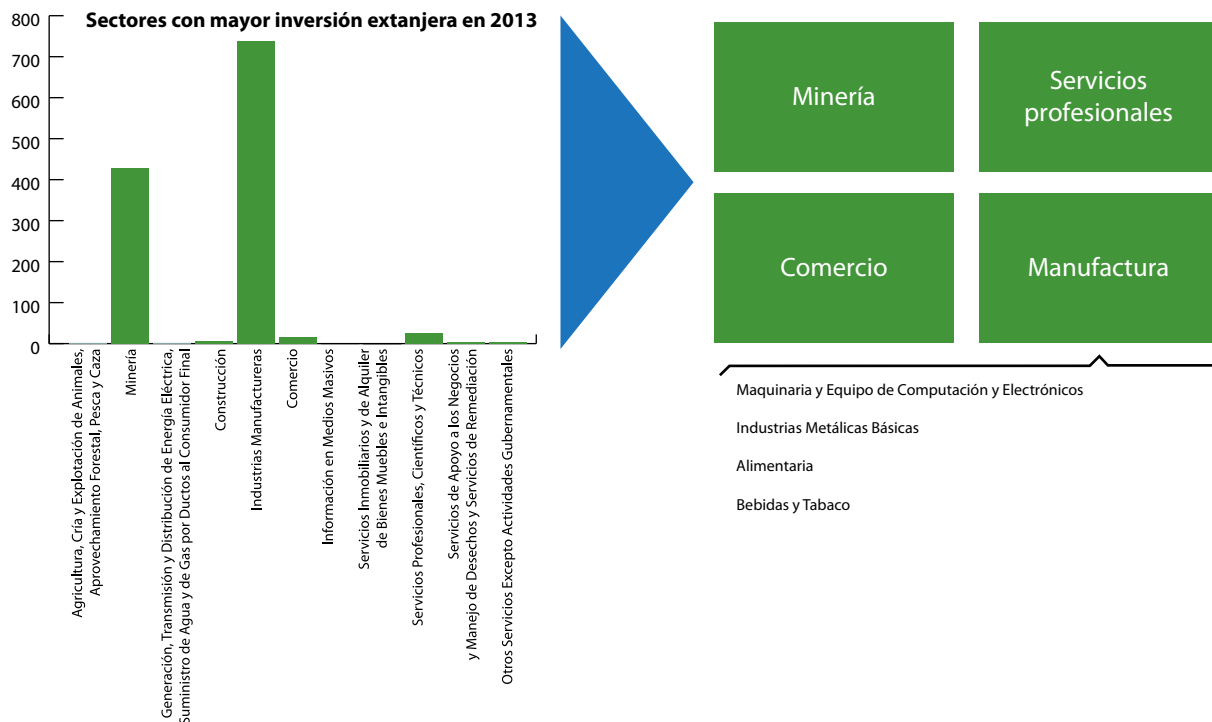 Sectores con mayor inversión extanjera en 2013
800
700
600
500
400
300
200
100
0
Agricultura, Cría y Explotación de Animales,
Aprovechamiento Forestal, Pesca y Caza
Minería
Generación, Transmisión y Distribución de Energía Eléctrica,
Suministro de Agua y de Gas por Ductos al Consumidor Final
Construcción
Industrias Manufactureras
Comercio
Información en Medios Masivos
Servicios Inmobiliarios y de Alquiler
de Bienes Muebles e Intangibles
Servicios Profesionales, Científicos y Técnicos
Servicios de Apoyo a los Negocios
y Manejo de Desechos y Servicios de Remediación
Otros Servicios Excepto Actividades Gubernamentales
Minería
Servicios
profesionales
Comercio
Manufactura
Maquinaria y Equipo de Computación y Electrónicos
Industrias Metálicas Básicas
Alimentaria
Bebidas y Tabaco